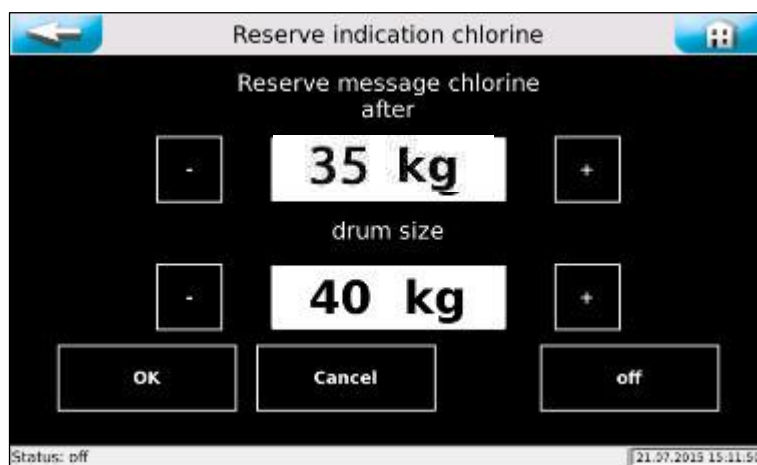 Reserve indication chlorine
Reserve message chlorine
after
- 35 kg +
drum size
- 40 kg +
OK Cancel off
Status: off 21.07.2015 15:11:50